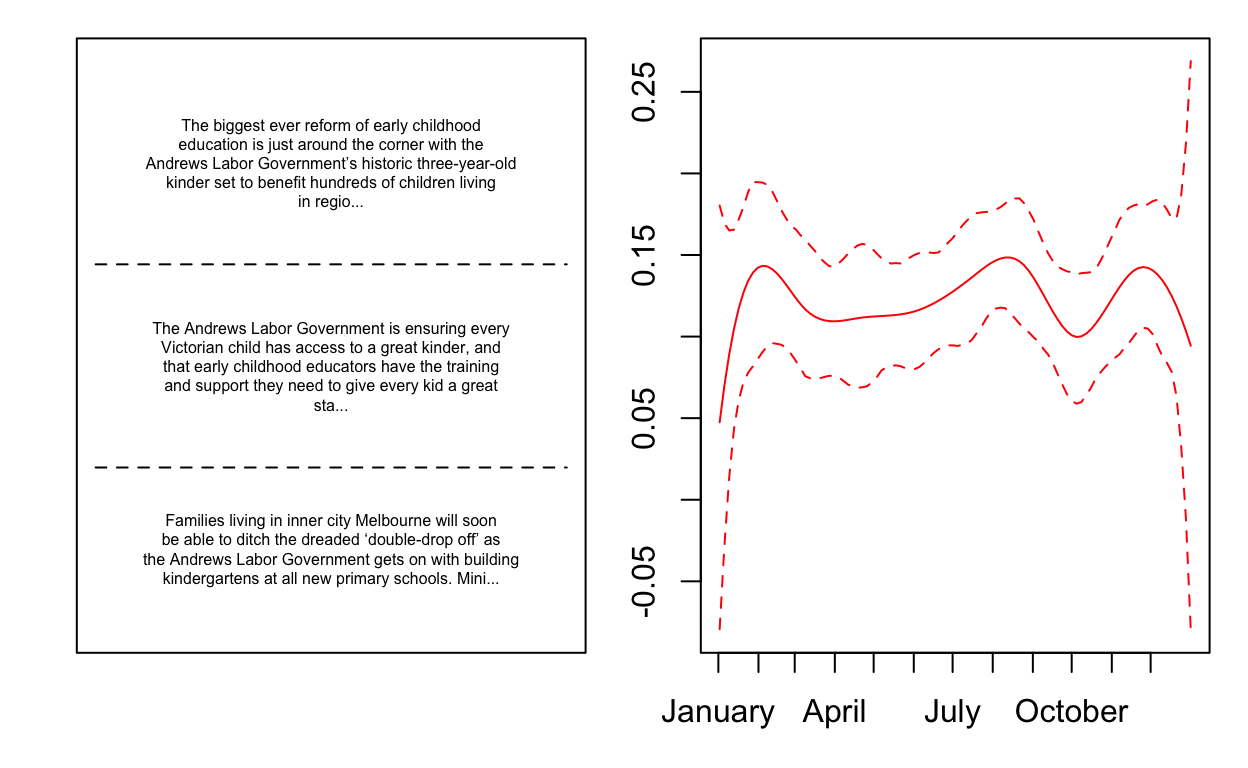 The biggest ever reform of early childhood
education is just around the corner with the
Andrews Labor Government’s historic three-year-old
kinder set to benefit hundreds of children living
in regio...
The Andrews Labor Government is ensuring every
Victorian child has access to a great kinder, and
that early childhood educators have the training
and support they need to give every kid a great
sta...
Families living in inner city Melbourne will soon
be able to ditch the dreaded ‘double-drop off’ as
the Andrews Labor Government gets on with building
kindergartens at all new primary schools. Mini...
0.25
0.15
0.05
-0.05
January April July October